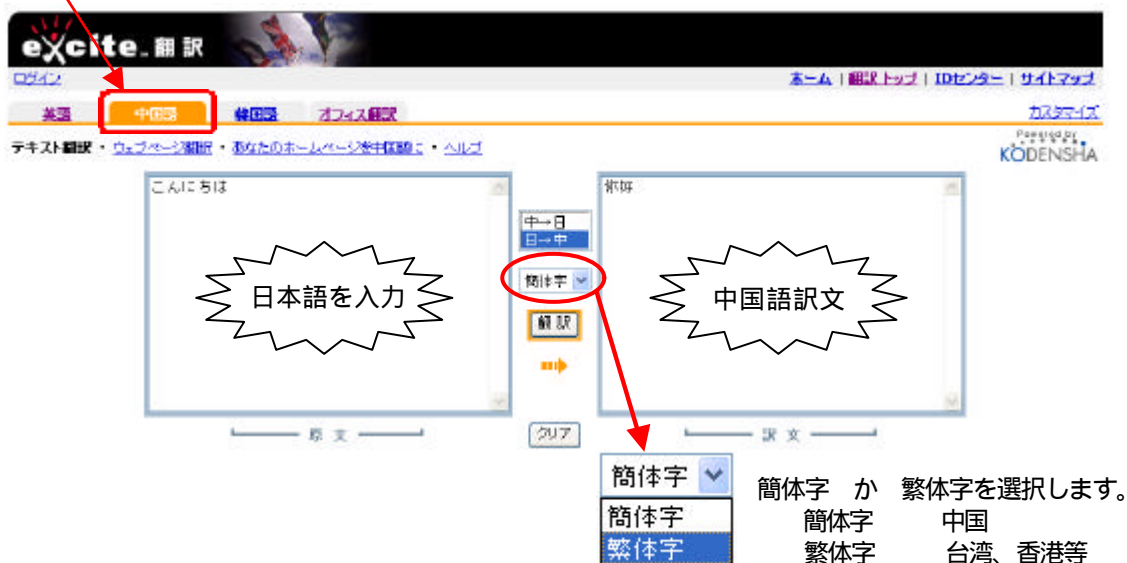 excite.翻訳
ログイン
ホーム | 翻訳トップ | IDセンター | サイトマップ
英語 中国語 韓国語 オフィス翻訳
カスタマイズ
テキスト翻訳・ウェブページ翻訳・あなたのホームページを中国語に・ヘルプ
Powered by
KODENSHA
こんにちは
你好
中→日
日→中
簡体字
日本語を入力
中国語訳文
翻訳
原文
クリア
訳文
簡体字
簡体字
繁体字
簡体字 か 繁体字を選択します。
簡体字 中国
繁体字 台湾、香港等